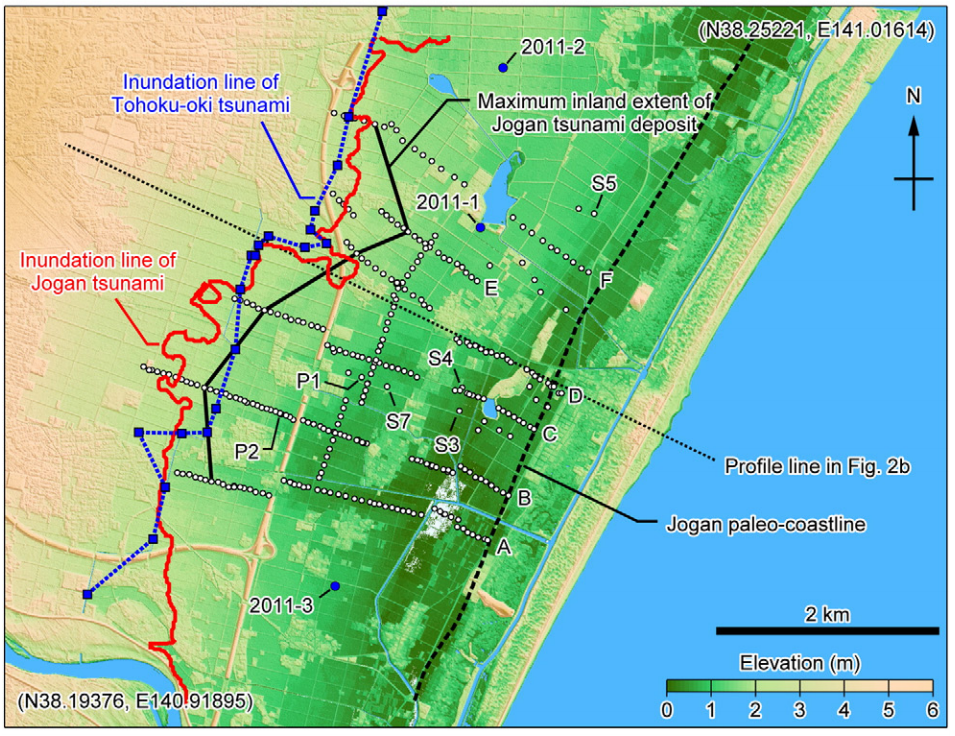 (N38.25221, E141.01614)
2011-2
Inundation line of
Tohoku-oki tsunami
Maximum inland extent of
Jogan tsunami deposit
N
S5
2011-1
Inundation line of
Jogan tsunami
E
F
S4
P1
D
S7
C
S3
P2
Profile line in Fig. 2b
B
Jogan paleo-coastline
A
2011-3
2 km
Elevation (m)
(N38.19376, E140.91895)
0 1 2 3 4 5 6